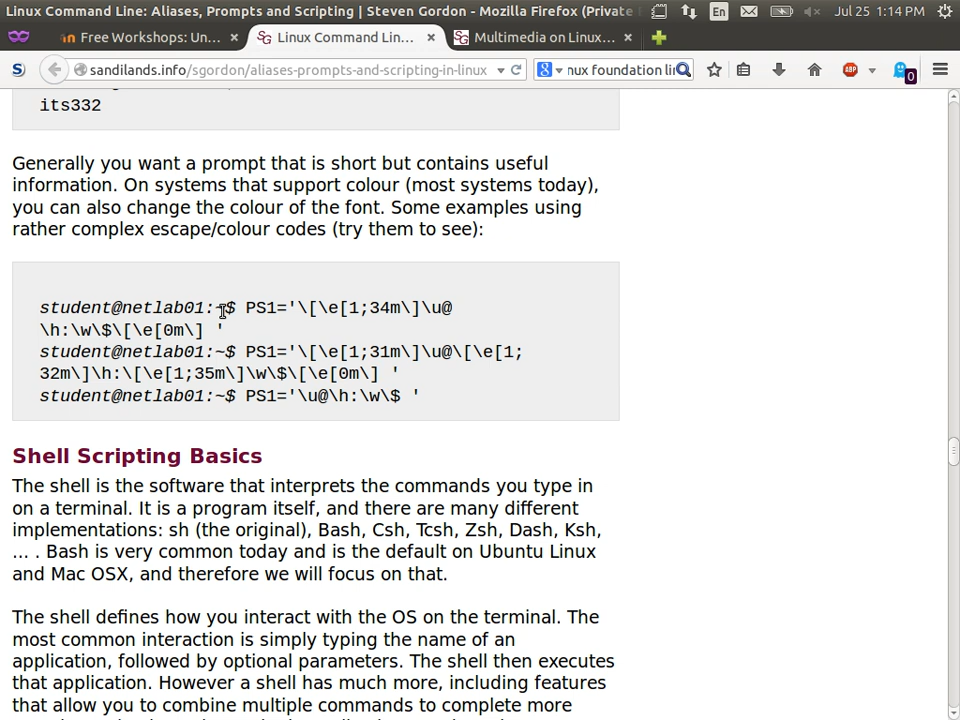 Linux Command Line: Aliases, Prompts and Scripting | Steven Gordon - Mozilla Firefox (Private
En
Jul 25 1:14 PM
Free Workshops: Un... ×
Linux Command Lin... ×
Multimedia on Linux... ×
sandilands.info/sgordon/aliases-prompts-and-scripting-in-linux
nux foundation li
ABP
0
its332
Generally you want a prompt that is short but contains useful
information. On systems that support colour (most systems today),
you can also change the colour of the font. Some examples using
rather complex escape/colour codes (try them to see):
student@netlab01:~$ PS1='\[\e[1;34m\]\u@
\h:\w\$\[\e[0m\] '
student@netlab01:~$ PS1='\[\e[1;31m\]\u@\[\e[1;
32m\]\h:\[\e[1;35m\]\w\$\[\e[0m\] '
student@netlab01:~$ PS1='\u@\h:\w\$ '
Shell Scripting Basics
The shell is the software that interprets the commands you type in
on a terminal. It is a program itself, and there are many different
implementations: sh (the original), Bash, Csh, Tcsh, Zsh, Dash, Ksh,
... . Bash is very common today and is the default on Ubuntu Linux
and Mac OSX, and therefore we will focus on that.
The shell defines how you interact with the OS on the terminal. The
most common interaction is simply typing the name of an
application, followed by optional parameters. The shell then executes
that application. However a shell has much more, including features
that allow you to combine multiple commands to complete more